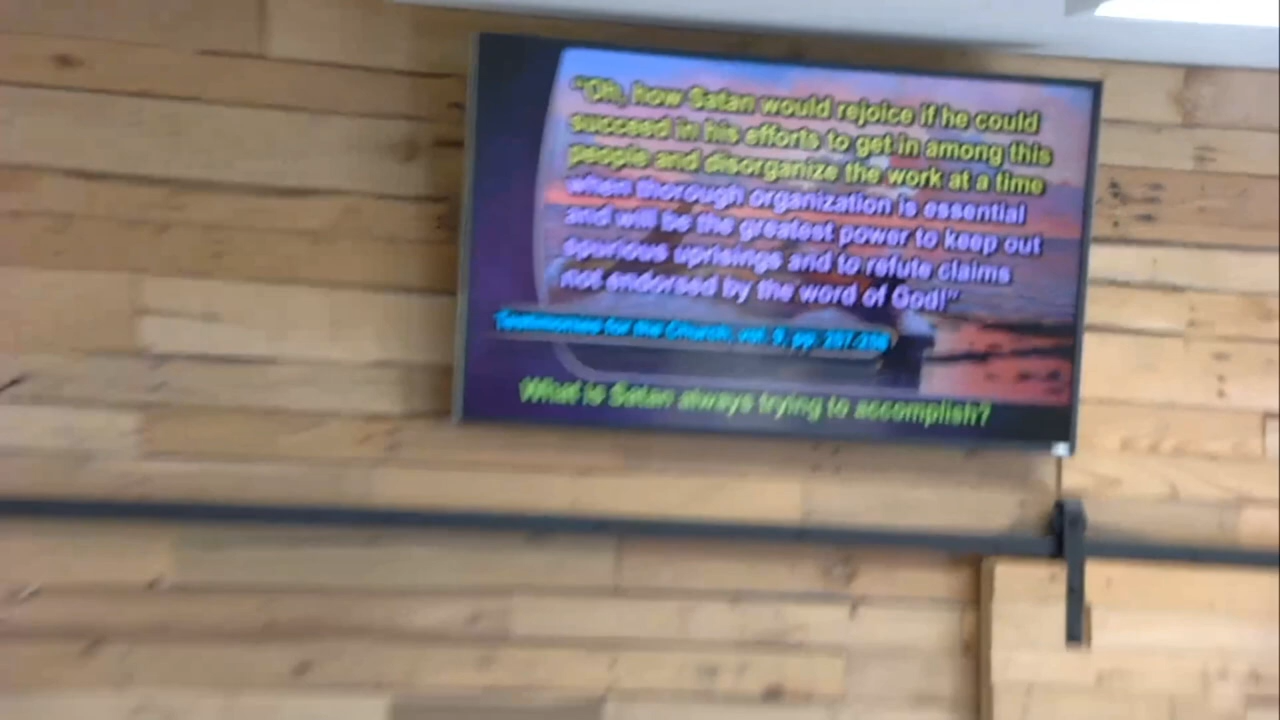 "Oh, how Satan would rejoice if he could
succeed in his efforts to get in among this
people and disorganize the work at a time
when thorough organization is essential
and will be the greatest power to keep out
spurious uprisings and to refute claims
not endorsed by the word of God!"
Testimonies for the Church, vol. 9, pp. 257-258
What is Satan always trying to accomplish?